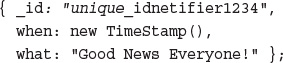 { _id: "unique_idnetifier1234",
when: new TimeStamp(),
what: "Good News Everyone!" };